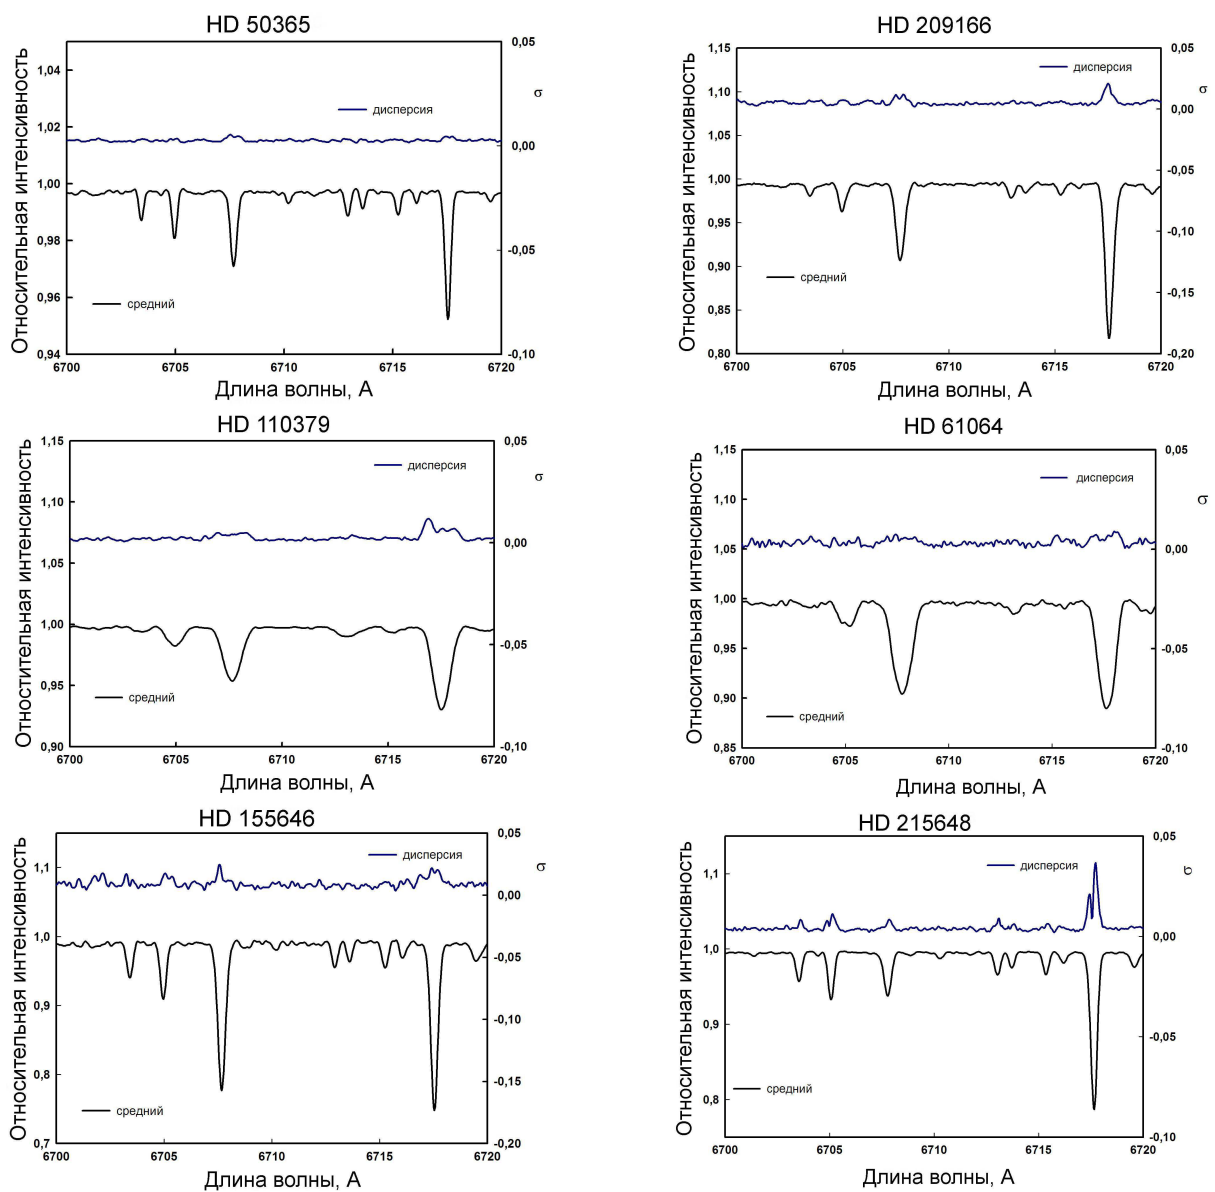 HD 50365
Относительная интенсивность
1,04
1,02
1,00
0,98
0,96
0,94
0,05
σ
0,00
-0,05
-0,10
дисперсия
средний
6700 6705 6710 6715 6720
Длина волны, А
HD 209166
Относительная интенсивность
1,15
1,10
1,05
1,00
0,95
0,90
0,85
0,80
0,05
σ
0,00
-0,05
-0,10
-0,15
-0,20
дисперсия
средний
6700 6705 6710 6715 6720
Длина волны, А
HD 110379
Отностительная интенсивность
1,15
1,10
1,05
1,00
0,95
0,90
0,05
σ
0,00
-0,05
-0,10
дисперсия
средний
6700 6705 6710 6715 6720
Длина волны, А
HD 61064
Относительная интенсивность
1,15
1,10
1,05
1,00
0,95
0,90
0,85
0,05
σ
0,00
-0,05
-0,10
дисперсия
средний
6700 6705 6710 6715 6720
Длина волны, А
HD 155646
Относительная интенсивность
1,1
1,0
0,9
0,8
0,7
0,05
σ
0,00
-0,05
-0,10
-0,15
-0,20
дисперсия
средний
6700 6705 6710 6715 6720
Длина волны, А
HD 215648
Относительная интенсивность
1,1
1,0
0,9
0,8
0,05
σ
0,00
-0,05
-0,10
дисперсия
средний
6700 6705 6710 6715 6720
Длина волны, А